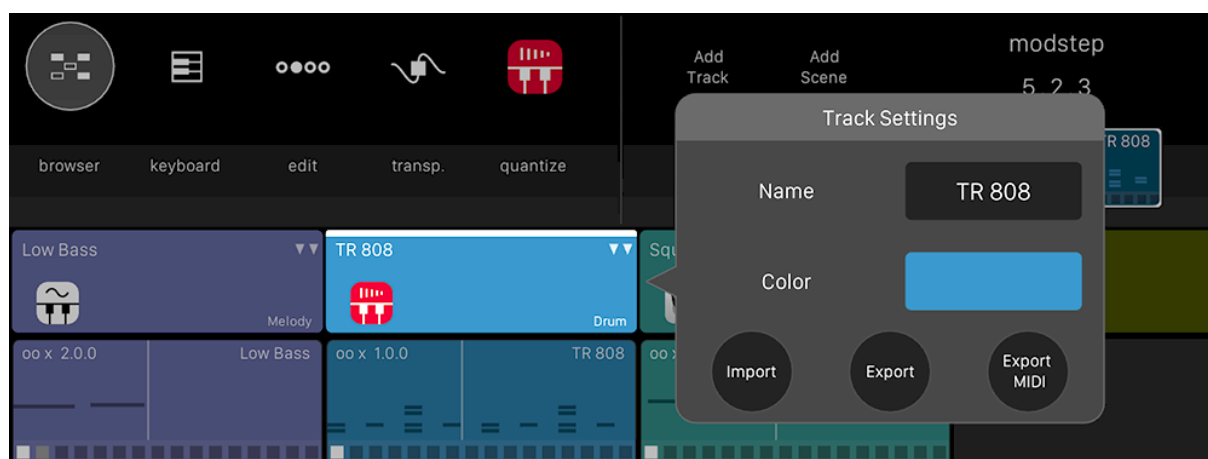 Add
Track
Add
Scene
modstep
5. 2. 3
browser
keyboard
edit
transp.
quantize
Track Settings
R 808
Name
TR 808
Color
Import
Export
Export
MIDI
Low Bass
Melody
TR 808
Drum
Squ
oo x 2.0.0
Low Bass
oo x 1.0.0
TR 808
oo x